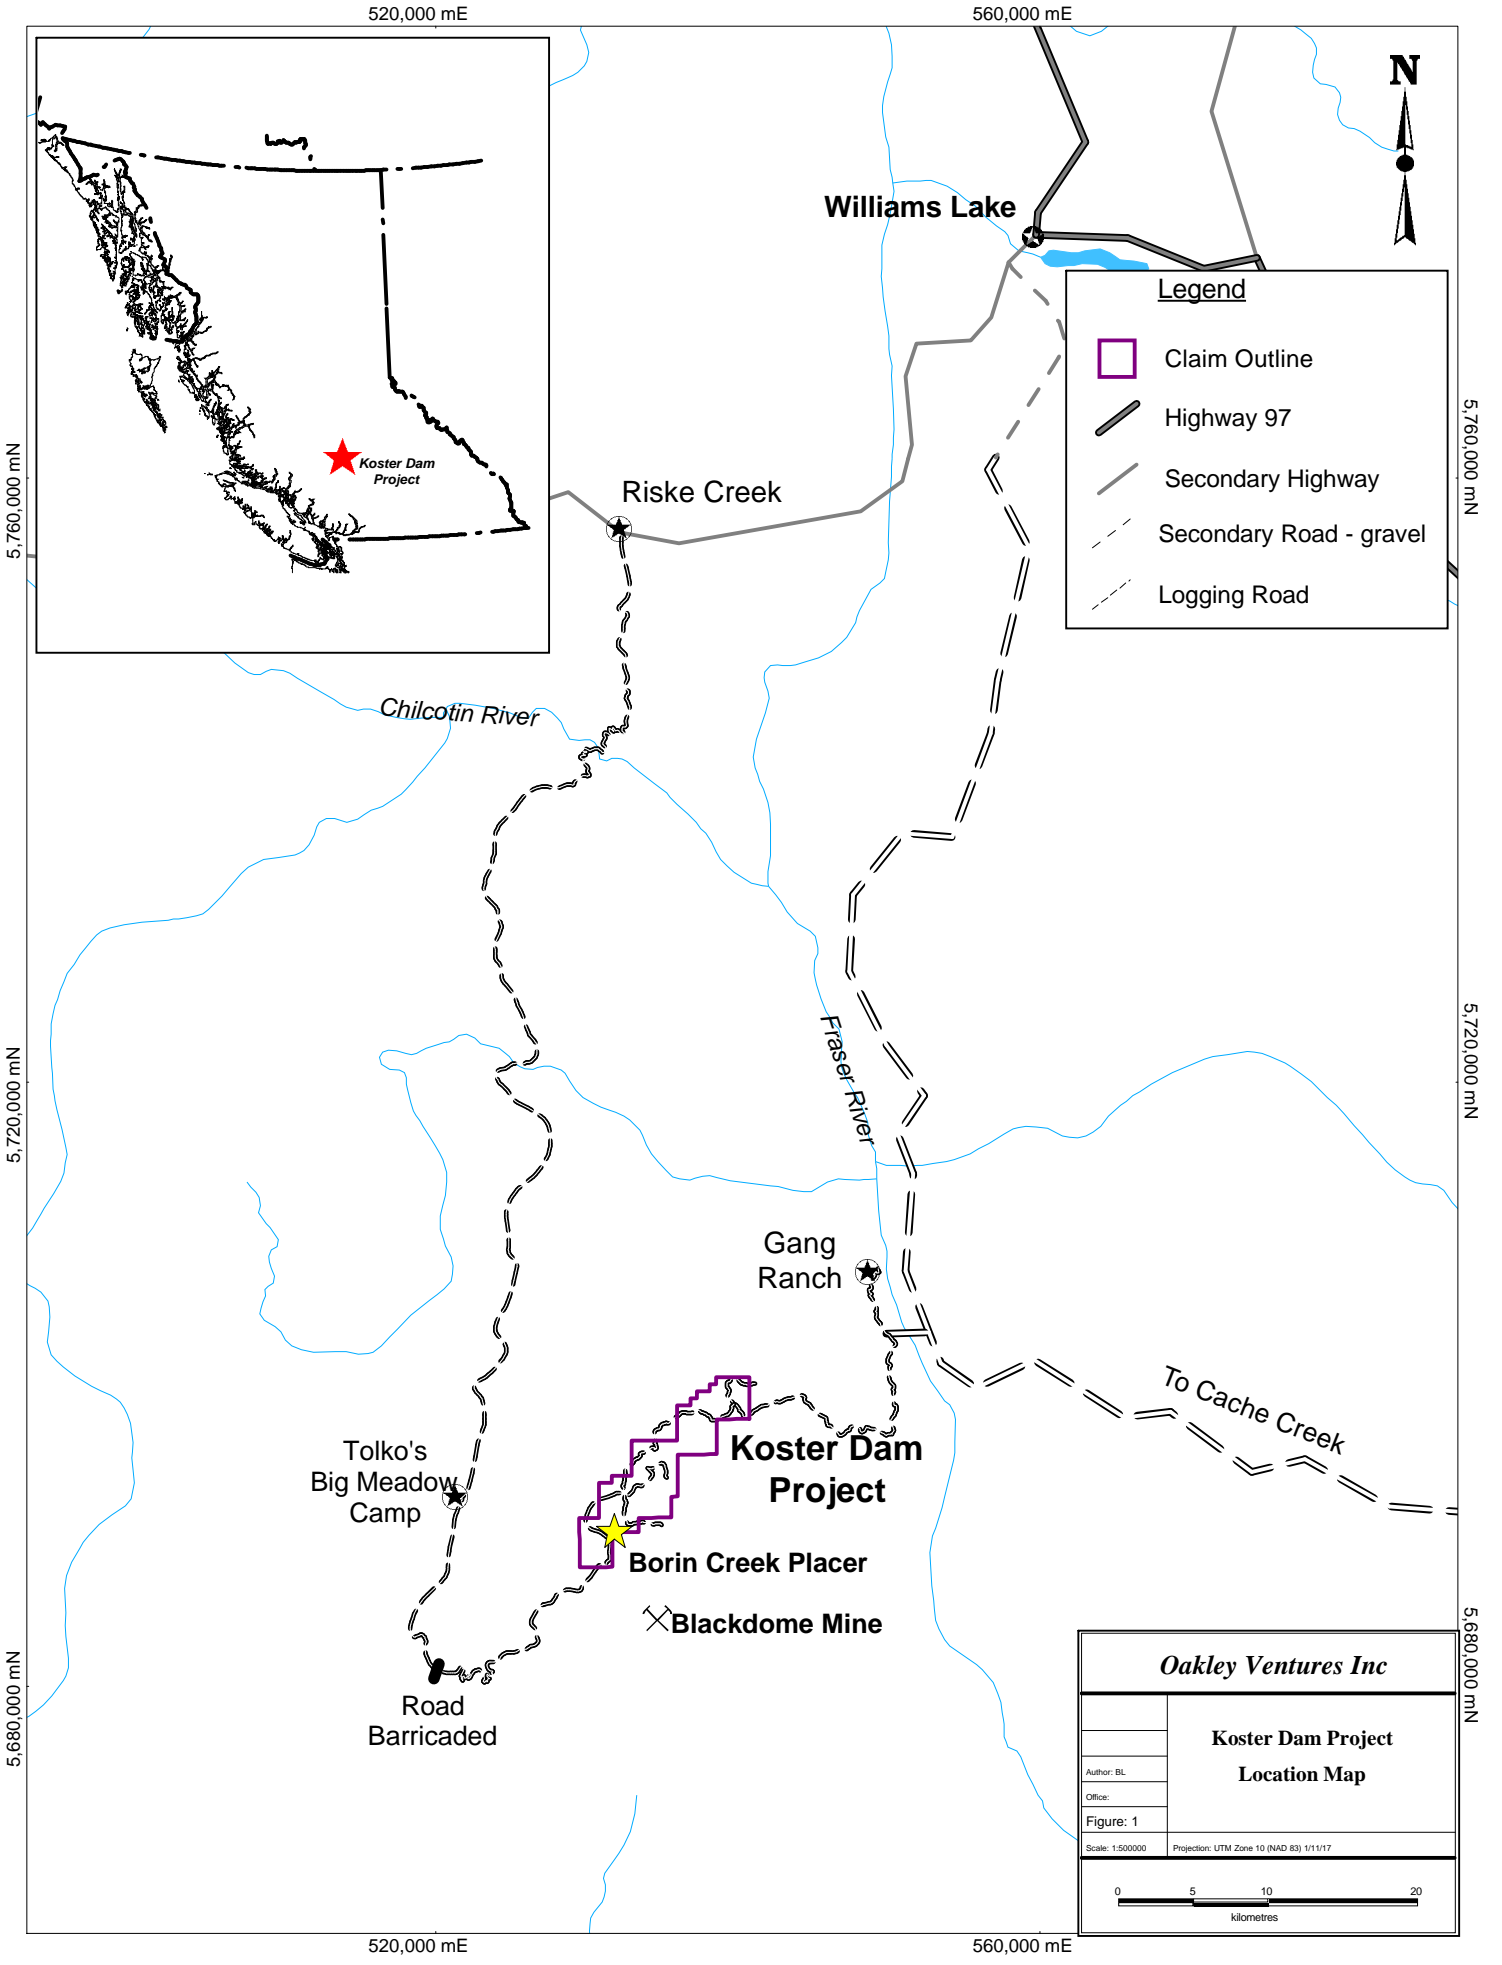 520,000 mE
560,000 mE
N
Williams Lake
Legend
Claim Outline
Highway 97
Secondary Highway
Secondary Road - gravel
Logging Road
Koster Dam
Project
5,760,000 mN
5,760,000 mN
Riske Creek
Chilcotin River
Fraser River
5,720,000 mN
5,720,000 mN
Gang
Ranch
To Cache Creek
Tolko's
Big Meadow
Camp
Koster Dam
Project
Borin Creek Placer
Blackdome Mine
Road
Barricaded
5,680,000 mN
5,680,000 mN
Oakley Ventures Inc
Koster Dam Project
Location Map
Author: BL
Office:
Figure: 1
Scale: 1:500000
Projection: UTM Zone 10 (NAD 83) 1/11/17
0 5 10 20
kilometres
520,000 mE
560,000 mE